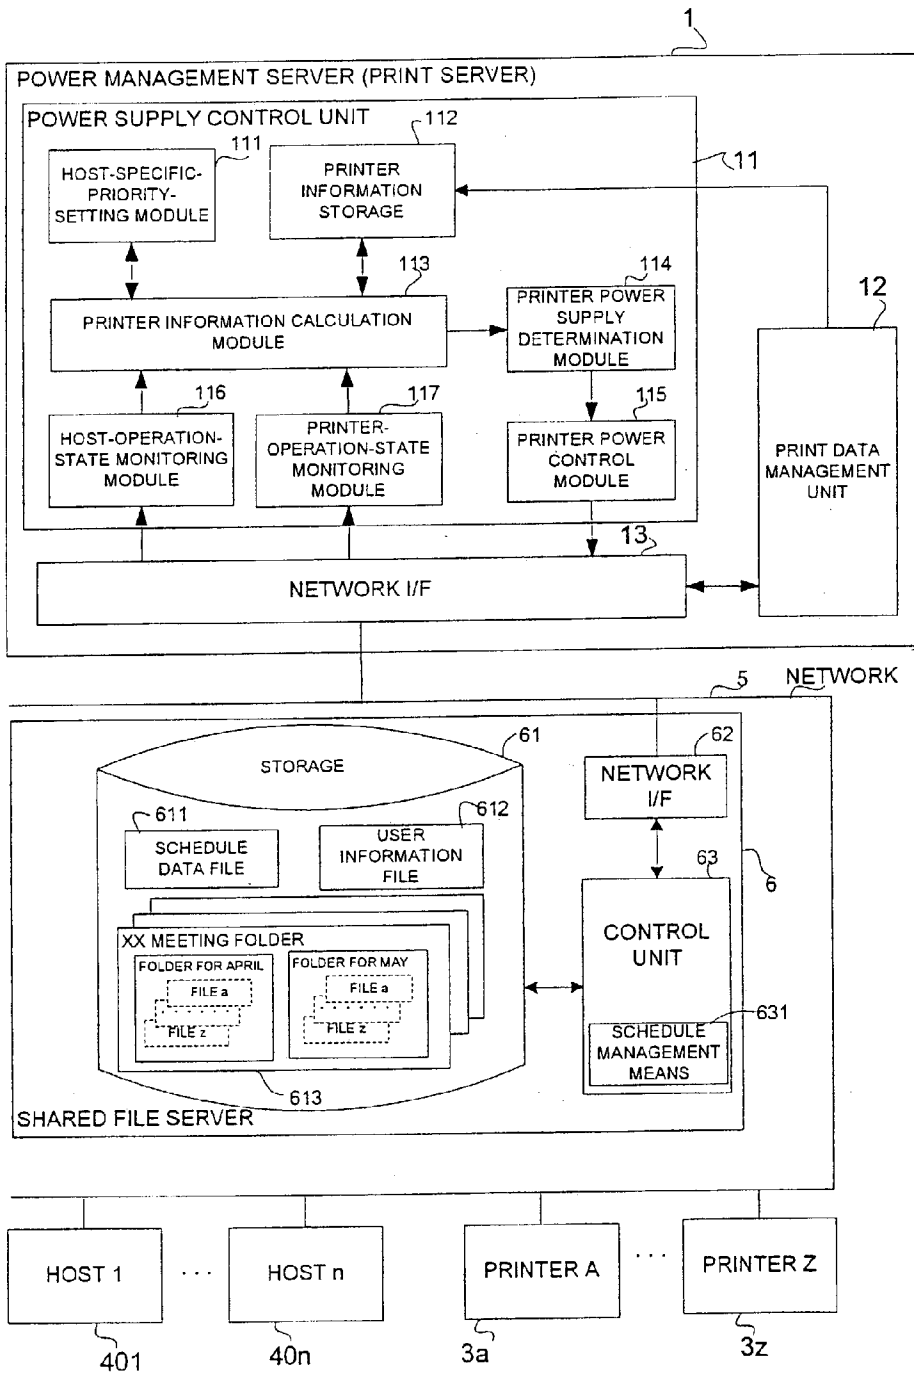 1
POWER MANAGEMENT SERVER (PRINT SERVER)
POWER SUPPLY CONTROL UNIT
111
112
11
HOST-SPECIFIC-
PRIORITY-
SETTING MODULE
PRINTER
INFORMATION
STORAGE
113
PRINTER INFORMATION CALCULATION
MODULE
114
PRINTER POWER
SUPPLY
DETERMINATION
MODULE
12
PRINT DATA
MANAGEMENT
UNIT
116
HOST-OPERATION-
STATE MONITORING
MODULE
117
PRINTER-
OPERATION-STATE
MONITORING
MODULE
115
PRINTER POWER
CONTROL
MODULE
13
NETWORK I/F
5
NETWORK
61
STORAGE
62
NETWORK
I/F
611
SCHEDULE
DATA FILE
612
USER
INFORMATION
FILE
63
6
CONTROL
UNIT
XX MEETING FOLDER
FOLDER FOR APRIL
FILE a
. . . . .
FILE z
FOLDER FOR MAY
FILE a
. . . . .
FILE z
631
SCHEDULE
MANAGEMENT
MEANS
613
SHARED FILE SERVER
HOST 1
. . .
HOST n
PRINTER A
. . .
PRINTER Z
401
40n
3a
3z